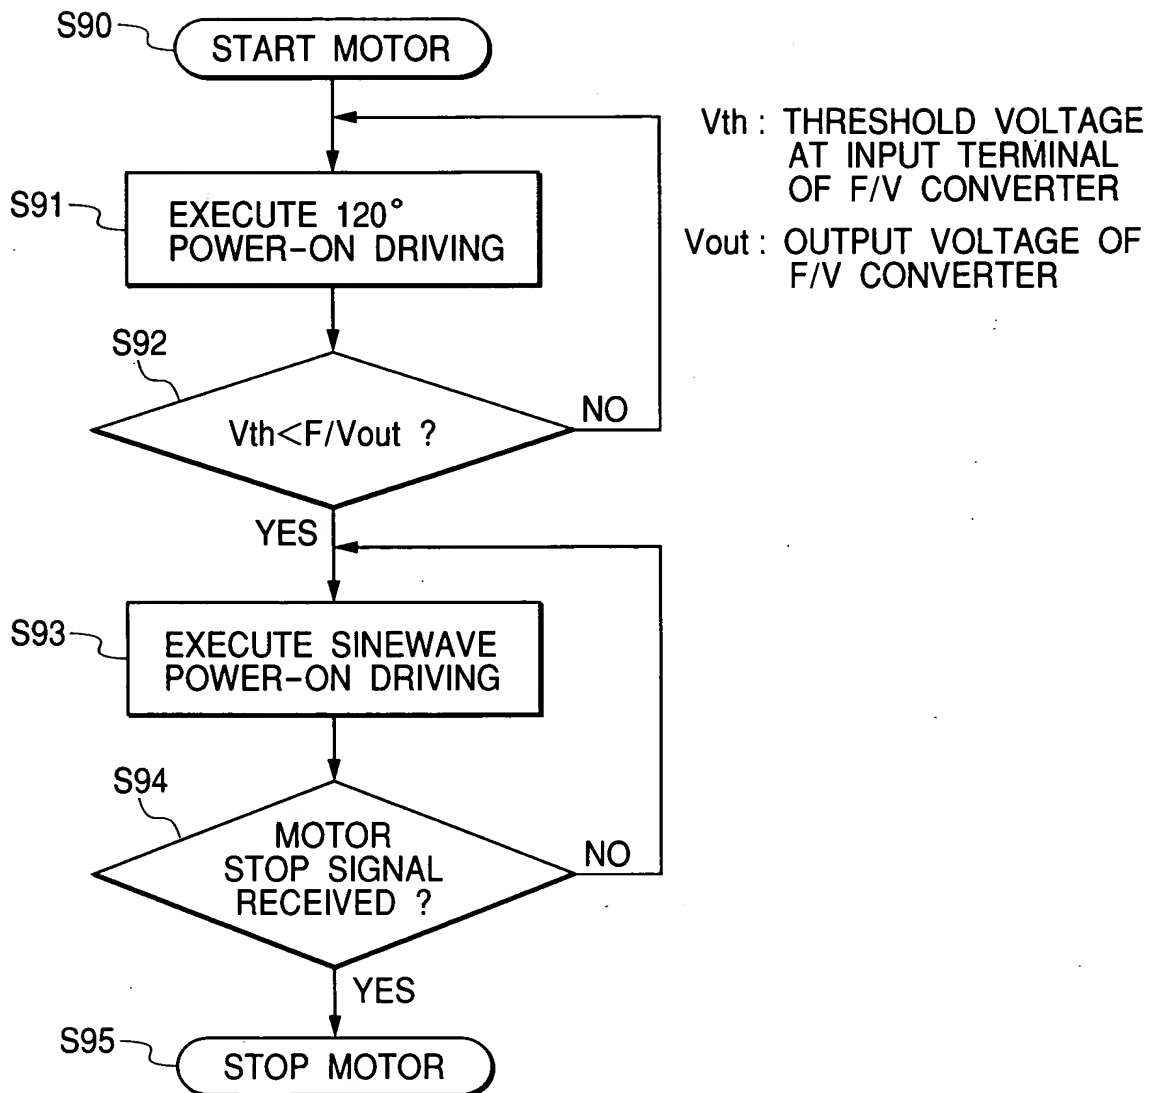 S90
START MOTOR
Vth : THRESHOLD VOLTAGE
AT INPUT TERMINAL
OF F/V CONVERTER
Vout : OUTPUT VOLTAGE OF
F/V CONVERTER
S91
EXECUTE 120°
POWER-ON DRIVING
S92
Vth<F/Vout ?
NO
YES
S93
EXECUTE SINEWAVE
POWER-ON DRIVING
S94
MOTOR
STOP SIGNAL
RECEIVED ?
NO
YES
S95
STOP MOTOR